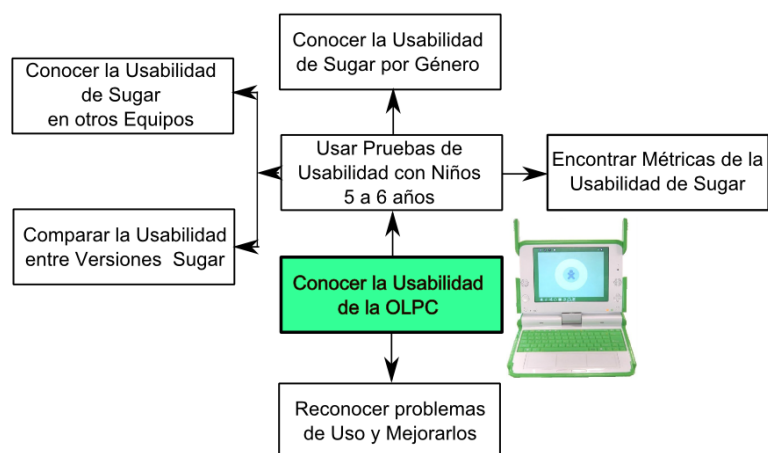 Conocer la Usabilidad
de Sugar por Género
Conocer la Usabilidad
de Sugar
en otros Equipos
Usar Pruebas de
Usabilidad con Niños
5 a 6 años
Encontrar Métricas de la
Usabilidad de Sugar
Comparar la Usabilidad
entre Versiones Sugar
Conocer la Usabilidad
de la OLPC
Reconocer problemas
de Uso y Mejorarlos